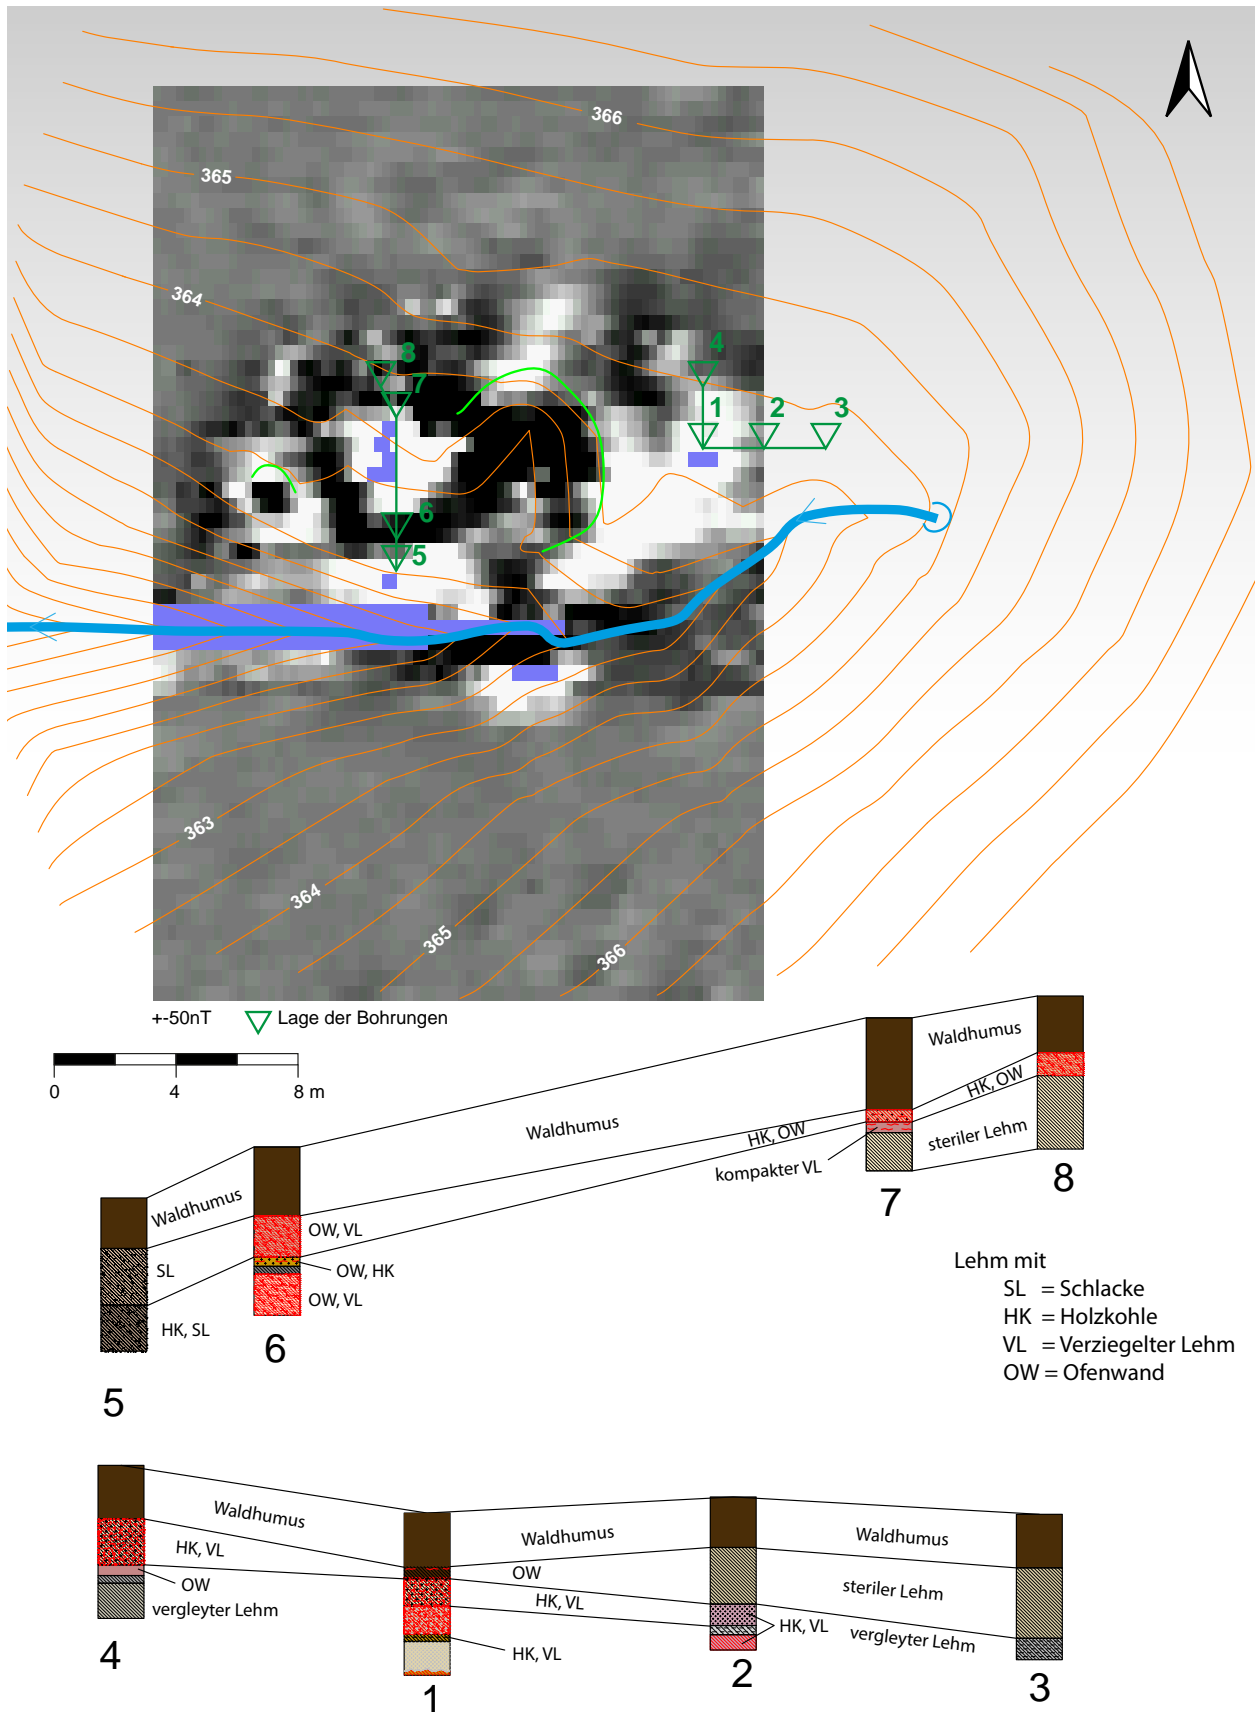 366
365
364
8
7
4
1
2
3
6
5
363
364
365
366
+-50nT
Lage der Bohrungen
0
4
8 m
Waldhumus
HK, OW
steriler Lehm
Waldhumus
HK, OW
kompakter VL
7
8
Waldhumus
SL
HK, SL
OW, VL
OW, HK
OW, VL
6
5
Lehm mit
SL = Schlacke
HK = Holzkohle
VL = Verziegelter Lehm
OW = Ofenwand
Waldhumus
HK, VL
OW
vergleyter Lehm
4
Waldhumus
OW
HK, VL
HK, VL
1
Waldhumus
steriler Lehm
HK, VL
vergleyter Lehm
2
3